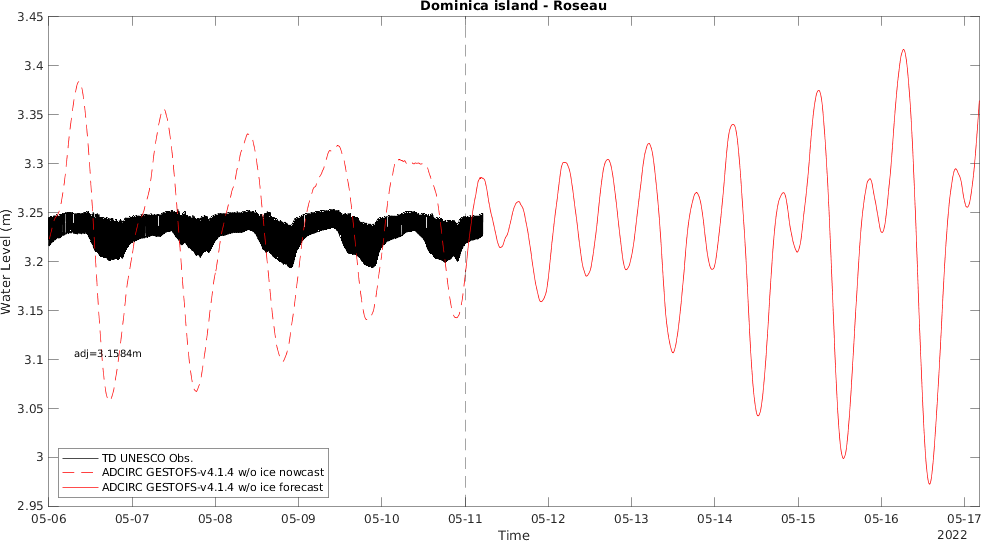 Dominica island - Roseau
3.45
3.4
3.35
3.3
3.25
3.2
3.15
3.1
3.05
3
2.95
Water Level (m)
adj=3.1584m
TD UNESCO Obs.
ADCIRC GESTOFS-v4.1.4 w/o ice nowcast
ADCIRC GESTOFS-v4.1.4 w/o ice forecast
05-06 05-07 05-08 05-09 05-10 05-11 05-12 05-13 05-14 05-15 05-16 05-17
Time
2022